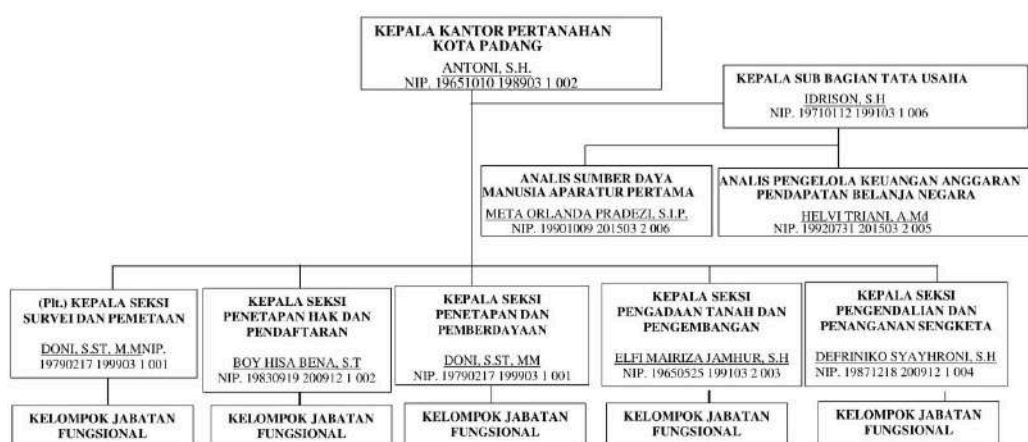 KEPALA KANTOR PERTANAHAN
KOTA PADANG
ANTONI, S.H.
NIP. 19651010 198903 1 002
KEPALA SUB BAGIAN TATA USAHA
IDRISON, S.H
NIP. 19710112 199103 1 006
ANALIS SUMBER DAYA
MANUSIA APARATUR PERTAMA
META ORLANDA PRADEZI, S.I.P.
NIP. 19901009 201503 2 006
ANALIS PENGELOLA KEUANGAN ANGGARAN
PENDAPATAN BELANJA NEGARA
HELVI TRIANI, A.Md
NIP. 19920731 201503 2 005
(Plt.) KEPALA SEKSI
SURVEI DAN PEMETAAN
DONI, S.ST, M.MNIP.
19790217 199903 1 001
KEPALA SEKSI
PENETAPAN HAK DAN
PENDAFTARAN
BOY HISA BENA, S.T
NIP. 19830919 200912 1 002
KEPALA SEKSI
PENETAPAN DAN
PEMBERDAYAAN
DONI, S.ST, MM
NIP. 19790217 199903 1 001
KEPALA SEKSI
PENGADAAN TANAH DAN
PENGEMBANGAN
ELFI MAIRIZA JAMHUR, S.H
NIP. 19650525 199103 2 003
KEPALA SEKSI
PENGENDALIAN DAN
PENANGANAN SENGKETA
DEFRINIKO SYAYHRONI, S.H
NIP. 19871218 200912 1 004
KELOMPOK JABATAN
FUNGSIONAL
KELOMPOK JABATAN
FUNGSIONAL
KELOMPOK JABATAN
FUNGSIONAL
KELOMPOK JABATAN
FUNGSIONAL
KELOMPOK JABATAN
FUNGSIONAL